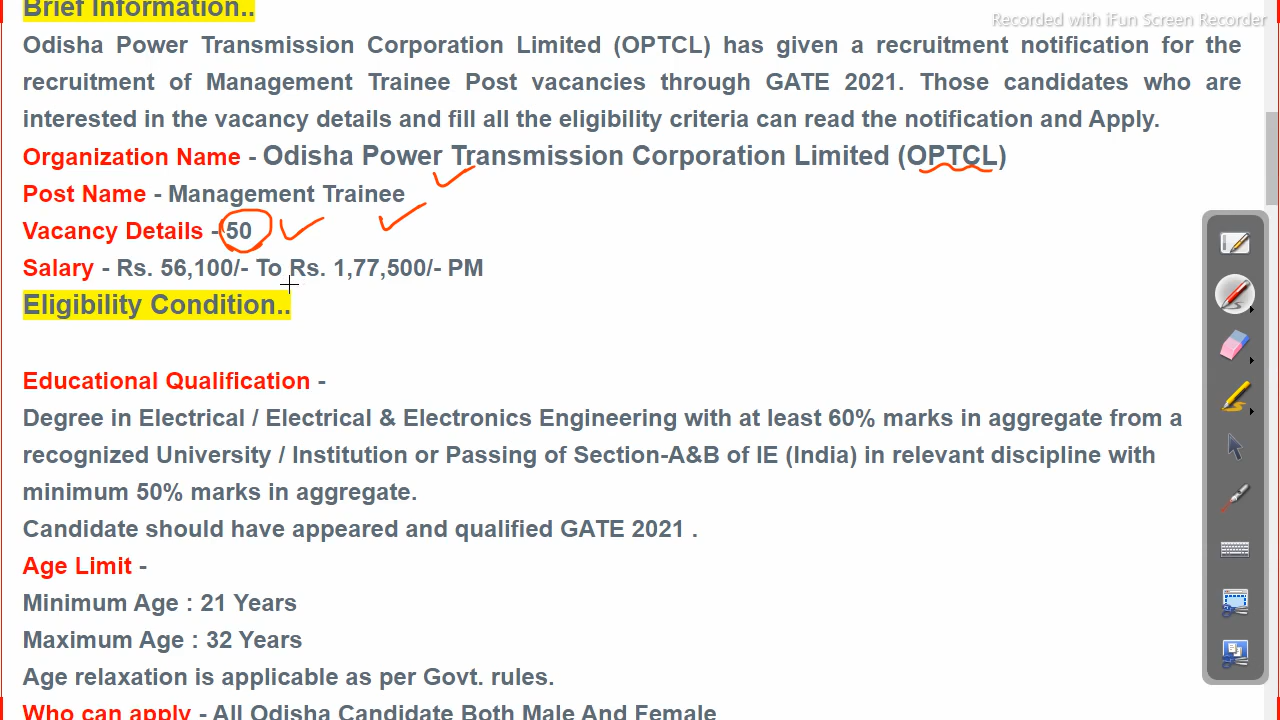 Brief Information..
Recorded with iFun Screen Recorder
Odisha Power Transmission Corporation Limited (OPTCL) has given a recruitment notification for the
recruitment of Management Trainee Post vacancies through GATE 2021. Those candidates who are
interested in the vacancy details and fill all the eligibility criteria can read the notification and Apply.
Organization Name - Odisha Power Transmission Corporation Limited (OPTCL)
Post Name - Management Trainee
Vacancy Details - 50
Salary - Rs. 56,100/- To Rs. 1,77,500/- PM
Eligibility Condition..
Educational Qualification -
Degree in Electrical / Electrical & Electronics Engineering with at least 60% marks in aggregate from a
recognized University / Institution or Passing of Section-A&B of IE (India) in relevant discipline with
minimum 50% marks in aggregate.
Candidate should have appeared and qualified GATE 2021 .
Age Limit -
Minimum Age : 21 Years
Maximum Age : 32 Years
Age relaxation is applicable as per Govt. rules.
Who can apply - All Odisha Candidate Both Male And Female